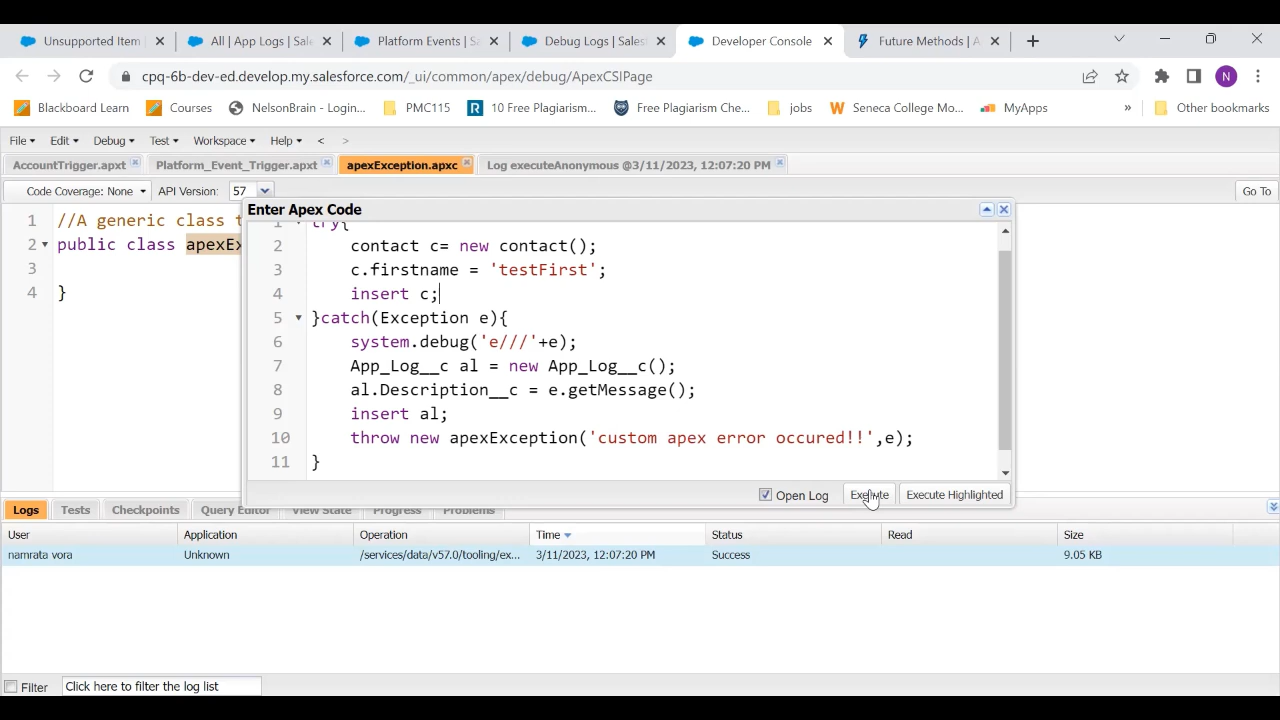 Unsupported Item
All | App Logs | Sale
Platform Events | Sa
Debug Logs | Sales
Developer Console
Future Methods | A
cpq-6b-dev-ed.develop.my.salesforce.com/_ui/common/apex/debug/ApexCSIPage
N
Blackboard Learn
Courses
NelsonBrain - Login...
PMC115
R 10 Free Plagiarism...
Free Plagiarism Che...
jobs
W Seneca College Mo...
MyApps
»
Other bookmarks
File Edit Debug Test Workspace Help < >
AccountTrigger.apxt
Platform_Event_Trigger.apxt
apexException.apxc
Log executeAnonymous @3/11/2023, 12:07:20 PM
Code Coverage: None API Version: 57
Go To
1 //A generic class t
2 public class apexEx
3
4 }
Enter Apex Code
1 try{
2 contact c= new contact();
3 c.firstname = 'testFirst';
4 insert c;
5 }catch(Exception e){
6 system.debug('e///'+e);
7 App_Log__c al = new App_Log__c();
8 al.Description__c = e.getMessage();
9 insert al;
10 throw new apexException('custom apex error occured!!',e);
11 }
Open Log Execute Execute Highlighted
Logs Tests Checkpoints Query Editor View State Progress Problems
User Application Operation Time Status Read Size
namrata vora Unknown /services/data/v57.0/tooling/ex... 3/11/2023, 12:07:20 PM Success 9.05 KB
Filter Click here to filter the log list